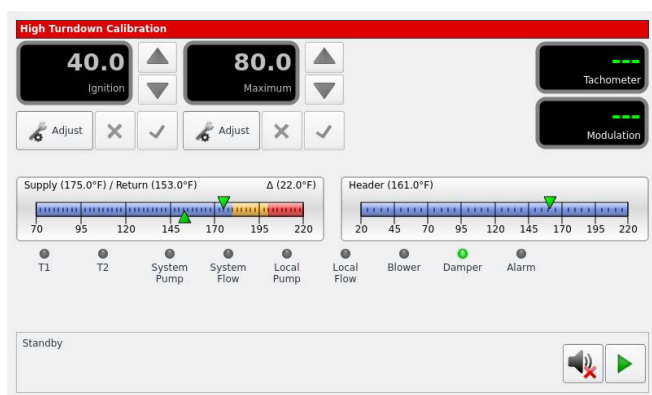 High Turndown Calibration
40.0
Ignition
80.0
Maximum
---
Tachometer
Adjust
Adjust
---
Modulation
Supply (175.0°F) / Return (153.0°F) Δ (22.0°F)
70 95 120 145 170 195 220
Header (161.0°F)
20 45 70 95 120 145 170 195 220
T1
T2
System Pump
System Flow
Local Pump
Local Flow
Blower
Damper
Alarm
Standby